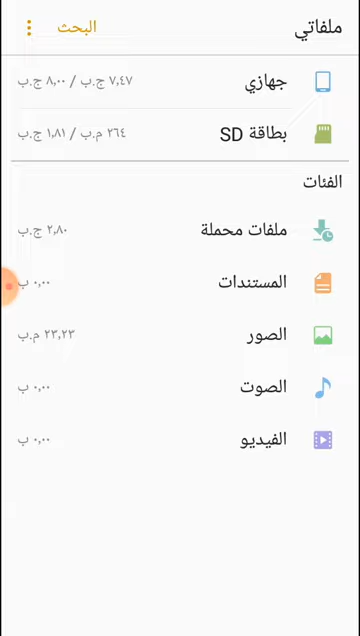 ملفاتي البحث
جهازي ٧,٤٧ ج.ب / ٨,٠٠ ج.ب
بطاقة SD ٢٦٤ م.ب / ١,٨١ ج.ب
الفئات
ملفات محملة ٢,٨٠ ج.ب
المستندات ٠,٠٠ ب
الصور ٢٣,٢٣ م.ب
الصوت ٠,٠٠ ب
الفيديو ٠,٠٠ ب